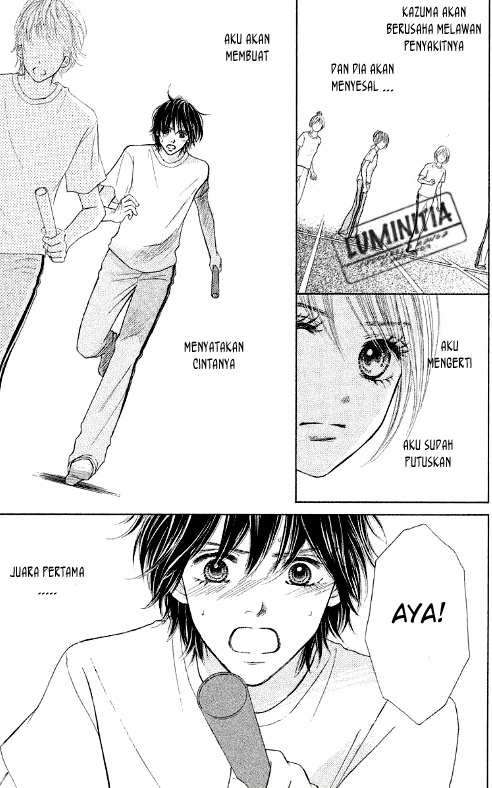 KAZUMA AKAN
BERUSAHA MELAWAN
PENYAKITNYA
DAN DIA AKAN
MENYESAL ...
LUMINITIA
AKU
MENGERTI
AKU SUDAH
PUTUSKAN
AKU AKAN
MEMBUAT
MENYATAKAN
CINTANYA
AYA!
JUARA PERTAMA
.....